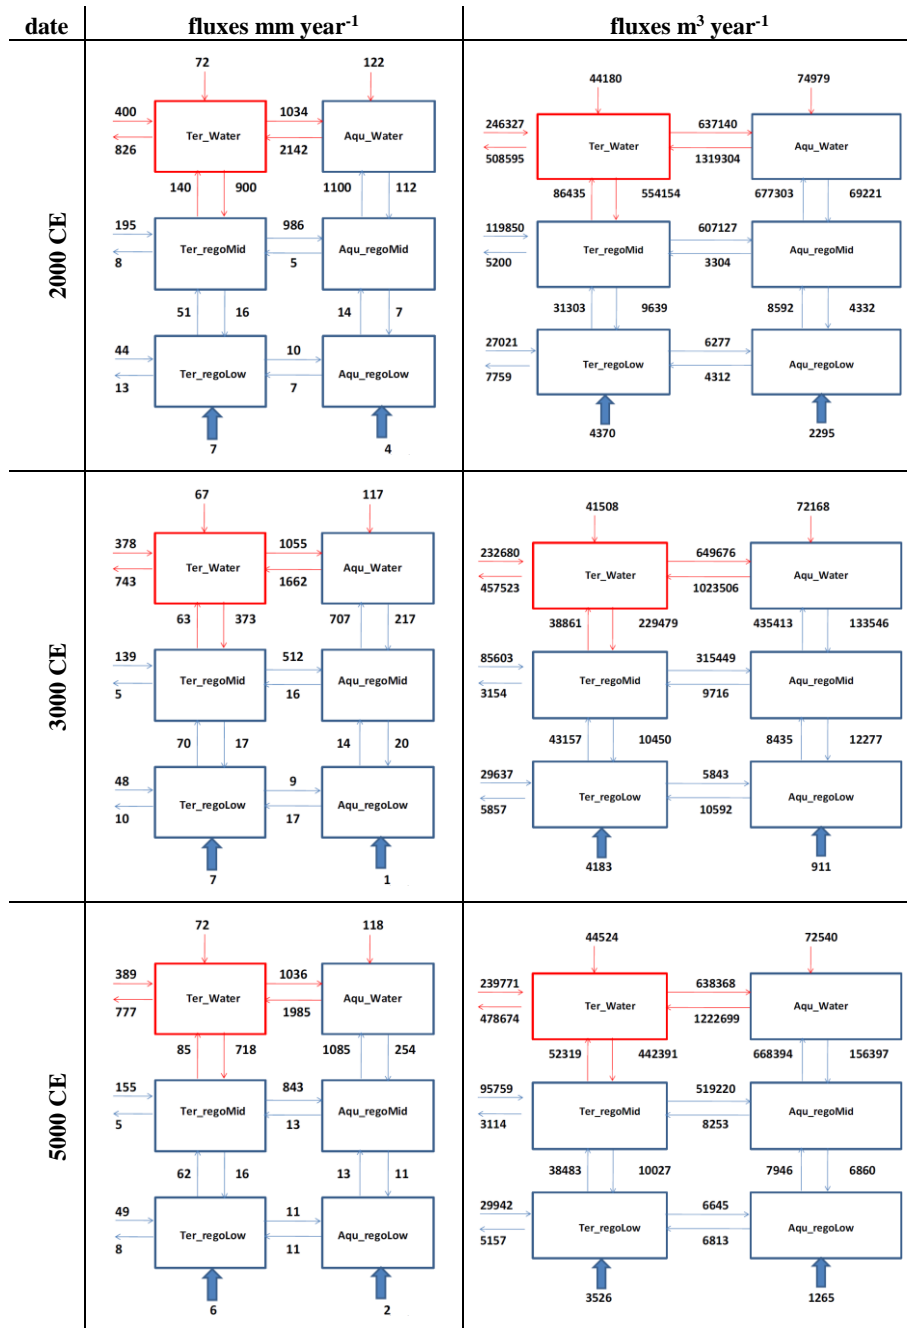 date fluxes mm year-1 fluxes m3 year-1
2000 CE
72 122
400 1034
Ter_Water Aqu_Water
826 2142
140 900 1100 112
195 986
Ter_regoMid Aqu_regoMid
8 5
51 16 14 7
44 10
Ter_regoLow Aqu_regoLow
13 7
7 4
44180 74979
246327 637140
Ter_Water Aqu_Water
508595 1319304
86435 554154 677303 69221
119850 607127
Ter_regoMid Aqu_regoMid
5200 3304
31303 9639 8592 4332
27021 6277
Ter_regoLow Aqu_regoLow
7759 4312
4370 2295
3000 CE
67 117
378 1055
Ter_Water Aqu_Water
743 1662
63 373 707 217
139 512
Ter_regoMid Aqu_regoMid
5 16
70 17 14 20
48 9
Ter_regoLow Aqu_regoLow
10 17
7 1
41508 72168
232680 649676
Ter_Water Aqu_Water
457523 1023506
38861 229479 435413 133546
85603 315449
Ter_regoMid Aqu_regoMid
3154 9716
43157 10450 8435 12277
29637 5843
Ter_regoLow Aqu_regoLow
5857 10592
4183 911
5000 CE
72 118
389 1036
Ter_Water Aqu_Water
777 1985
85 718 1085 254
155 843
Ter_regoMid Aqu_regoMid
5 13
62 16 13 11
49 11
Ter_regoLow Aqu_regoLow
8 11
6 2
44524 72540
239771 638368
Ter_Water Aqu_Water
478674 1222699
52319 442391 668394 156397
95759 519220
Ter_regoMid Aqu_regoMid
3114 8253
38483 10027 7946 6860
29942 6645
Ter_regoLow Aqu_regoLow
5157 6813
3526 1265